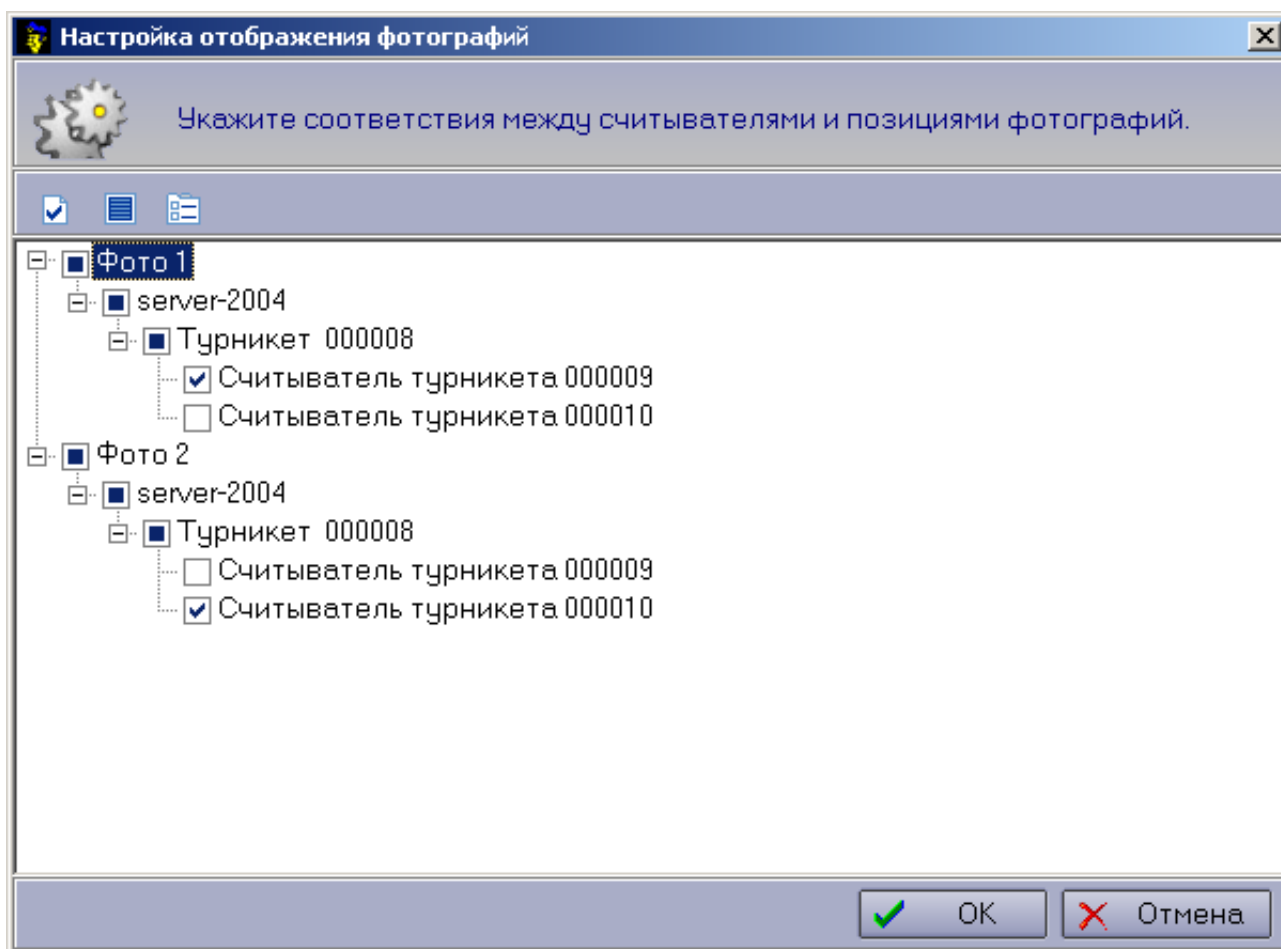 Настройка отображения фотографий
Укажите соответствия между считывателями и позициями фотографий.
Фото 1
server-2004
Турникет 000008
Считыватель турникета 000009
Считыватель турникета 000010
Фото 2
server-2004
Турникет 000008
Считыватель турникета 000009
Считыватель турникета 000010
OK Отмена